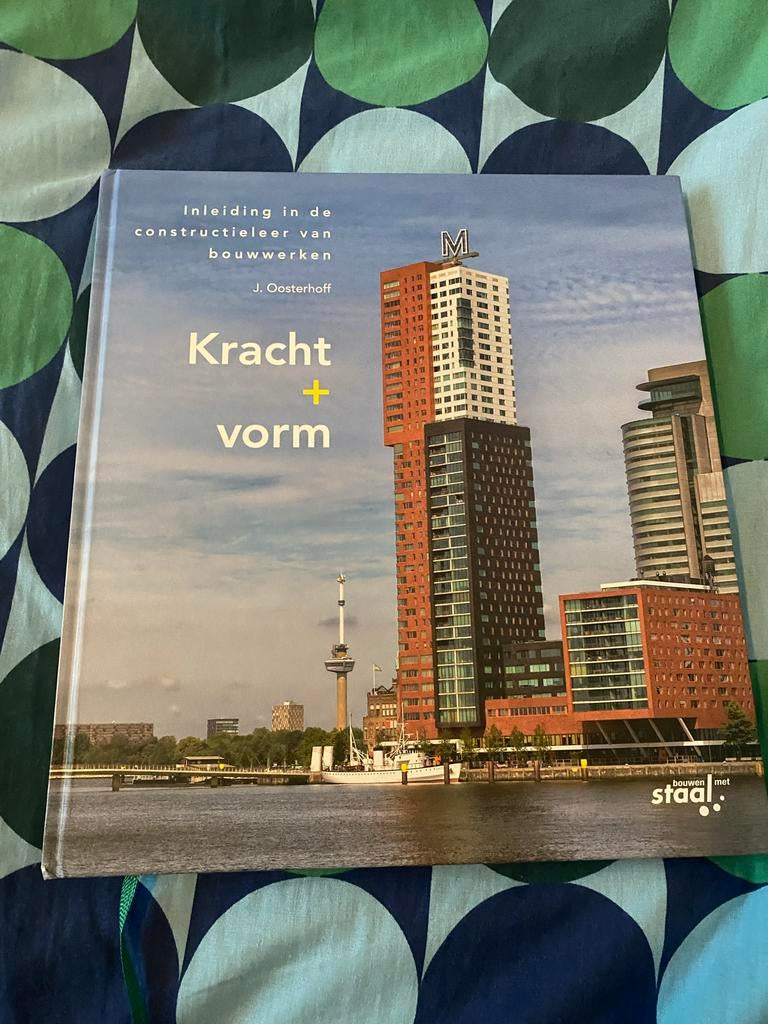 Inleiding in de
constructieleer van
bouwwerken
J. Oosterhoff
Kracht
+
vorm
M
bouwen met
staal